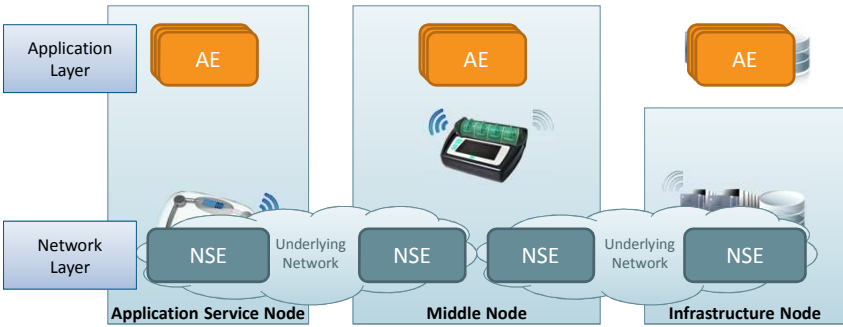 Application
Layer
AE
AE
AE
Network
Layer
NSE
Underlying
Network
NSE
NSE
Underlying
Network
NSE
Application Service Node
Middle Node
Infrastructure Node